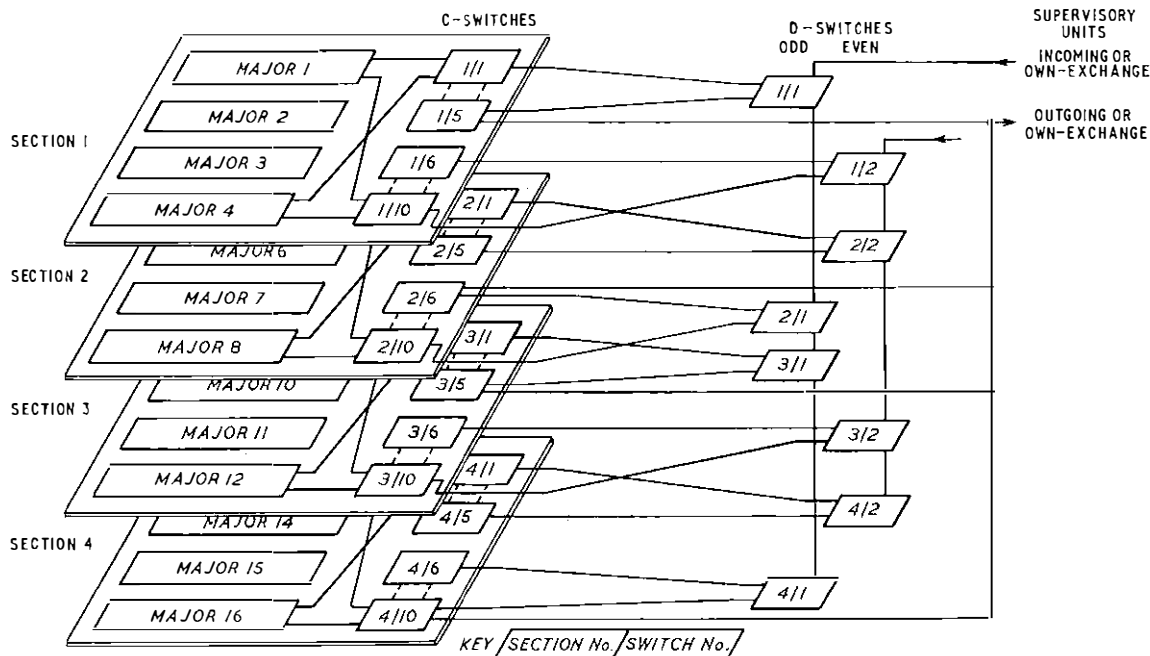 C-SWITCHES
D-SWITCHES
ODD EVEN
SUPERVISORY
UNITS
INCOMING OR
OWN-EXCHANGE
OUTGOING OR
OWN-EXCHANGE
SECTION 1
MAJOR 1
MAJOR 2
MAJOR 3
MAJOR 4
1/1
1/5
1/6
1/10
1/1
1/2
SECTION 2
MAJOR 6
MAJOR 7
MAJOR 8
2/1
2/5
2/6
2/10
2/2
2/1
SECTION 3
MAJOR 10
MAJOR 11
MAJOR 12
3/1
3/5
3/6
3/10
3/1
3/2
SECTION 4
MAJOR 14
MAJOR 15
MAJOR 16
4/1
4/5
4/6
4/10
4/2
4/1
KEY /SECTION No./SWITCH No./